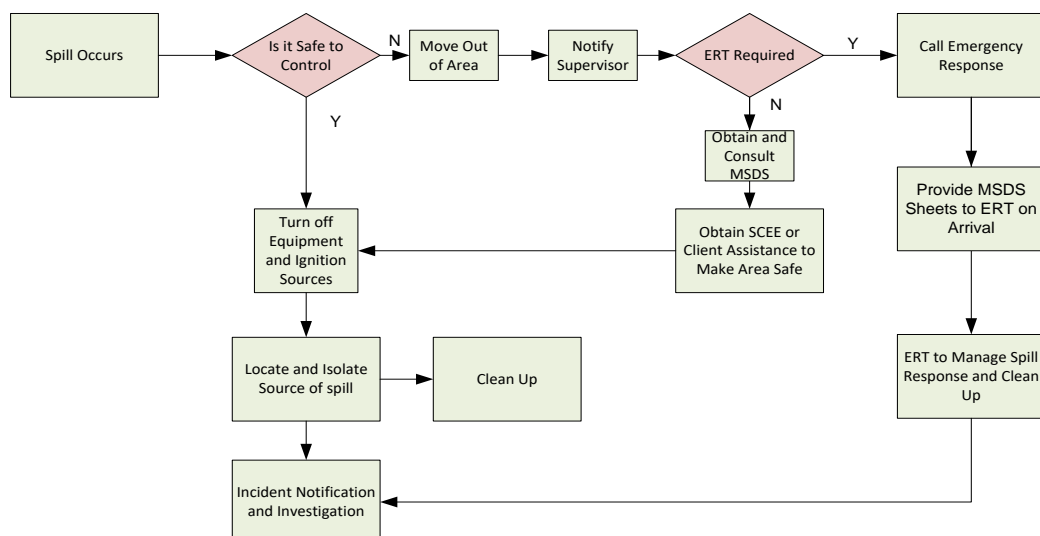 Spill Occurs
Is it Safe to
Control
N
Move Out
of Area
Notify
Supervisor
ERT Required
Y
Call Emergency
Response
Y
N
Obtain and
Consult
MSDS
Provide MSDS
Sheets to ERT on
Arrival
Turn off
Equipment
and Ignition
Sources
Obtain SCEE or
Client Assistance to
Make Area Safe
Locate and Isolate
Source of spill
Clean Up
ERT to Manage Spill
Response and Clean
Up
Incident Notification
and Investigation